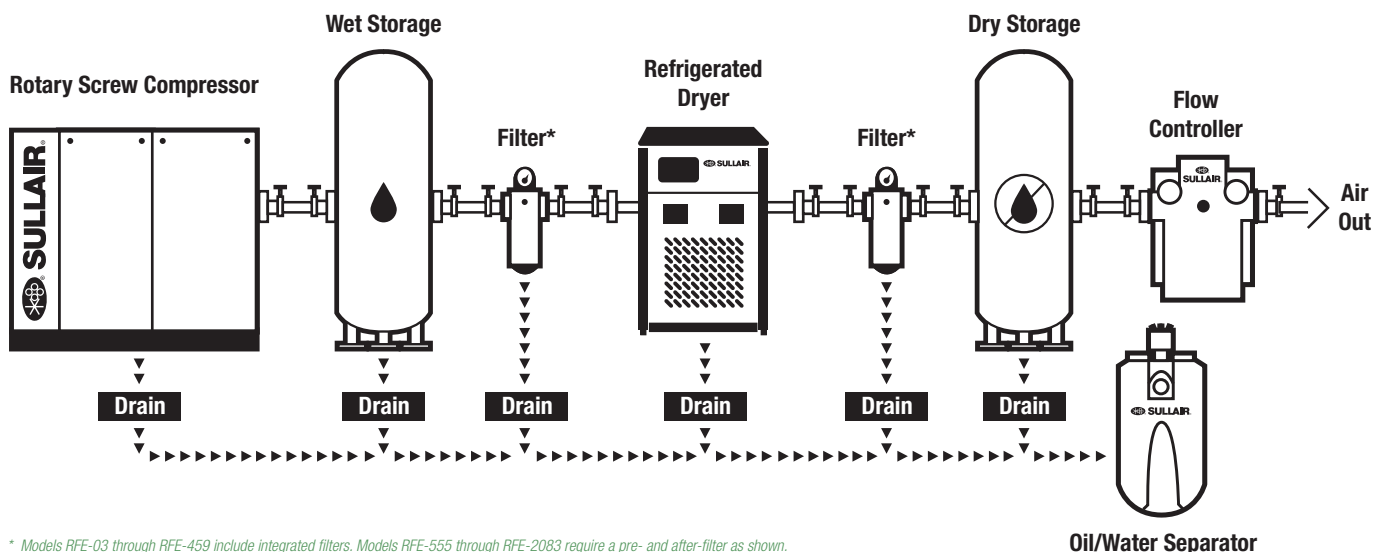 Wet Storage
Dry Storage
Rotary Screw Compressor
Refrigerated
Dryer
Flow
Controller
Filter*
Filter*
SULLAIR
SULLAIR
SULLAIR
Air
Out
Drain
Drain
Drain
Drain
Drain
Drain
SULLAIR
Oil/Water Separator
* Models RFE-03 through RFE-459 include integrated filters. Models RFE-555 through RFE-2083 require a pre- and after-filter as shown.